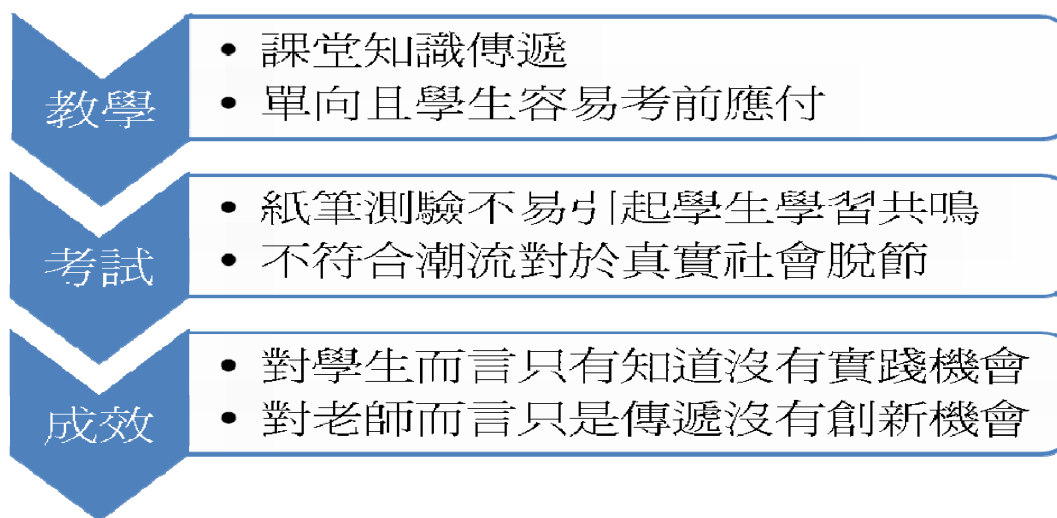 教學
• 課堂知識傳遞
• 單向且學生容易考前應付
考試
• 紙筆測驗不易引起學生學習共鳴
• 不符合潮流對於真實社會脫節
成效
• 對學生而言只有知道沒有實踐機會
• 對老師而言只是傳遞沒有創新機會